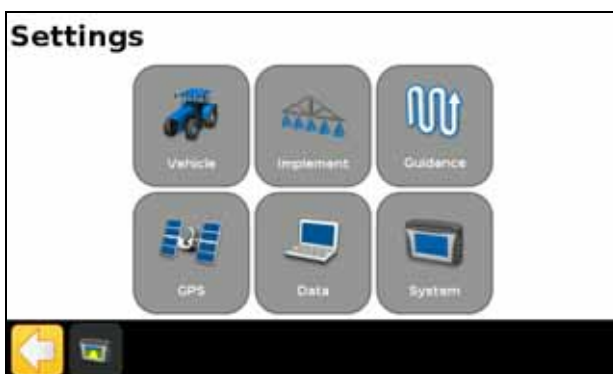 Settings
Vehicle
Implement
Guidance
GPS
Data
System